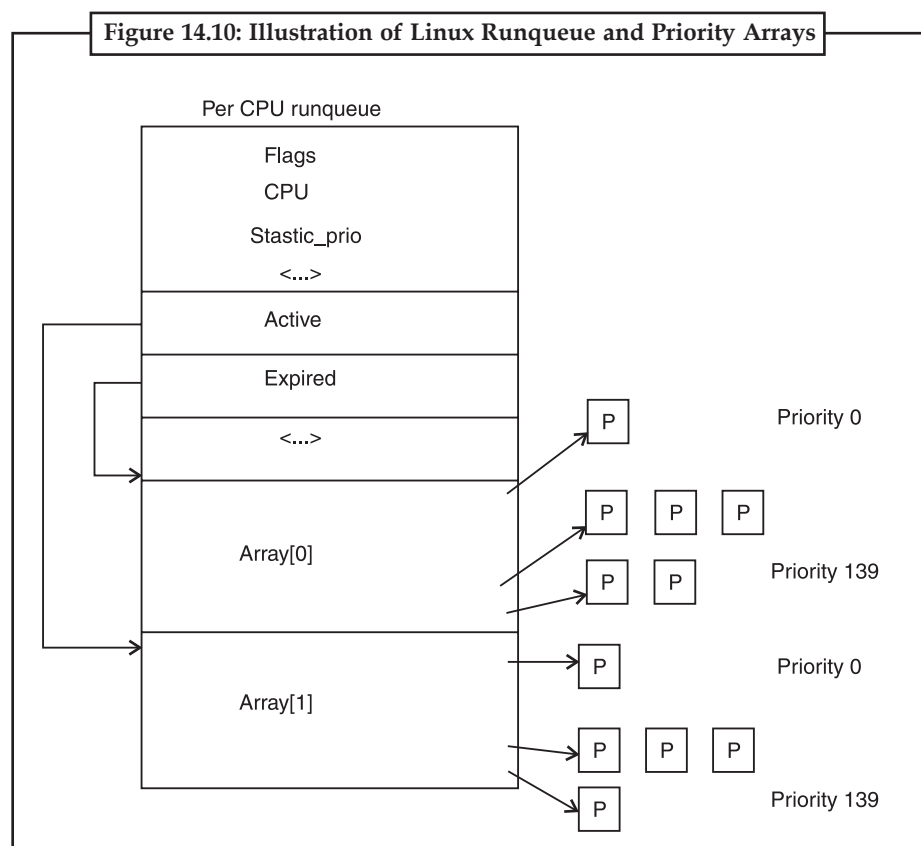 Figure 14.10: Illustration of Linux Runqueue and Priority Arrays
Per CPU runqueue
Flags
CPU
Stastic_prio
<...>
Active
Expired
<...>
P
Priority 0
Array[0]
P P P
P P
Priority 139
Array[1]
P
Priority 0
P P P
P
Priority 139